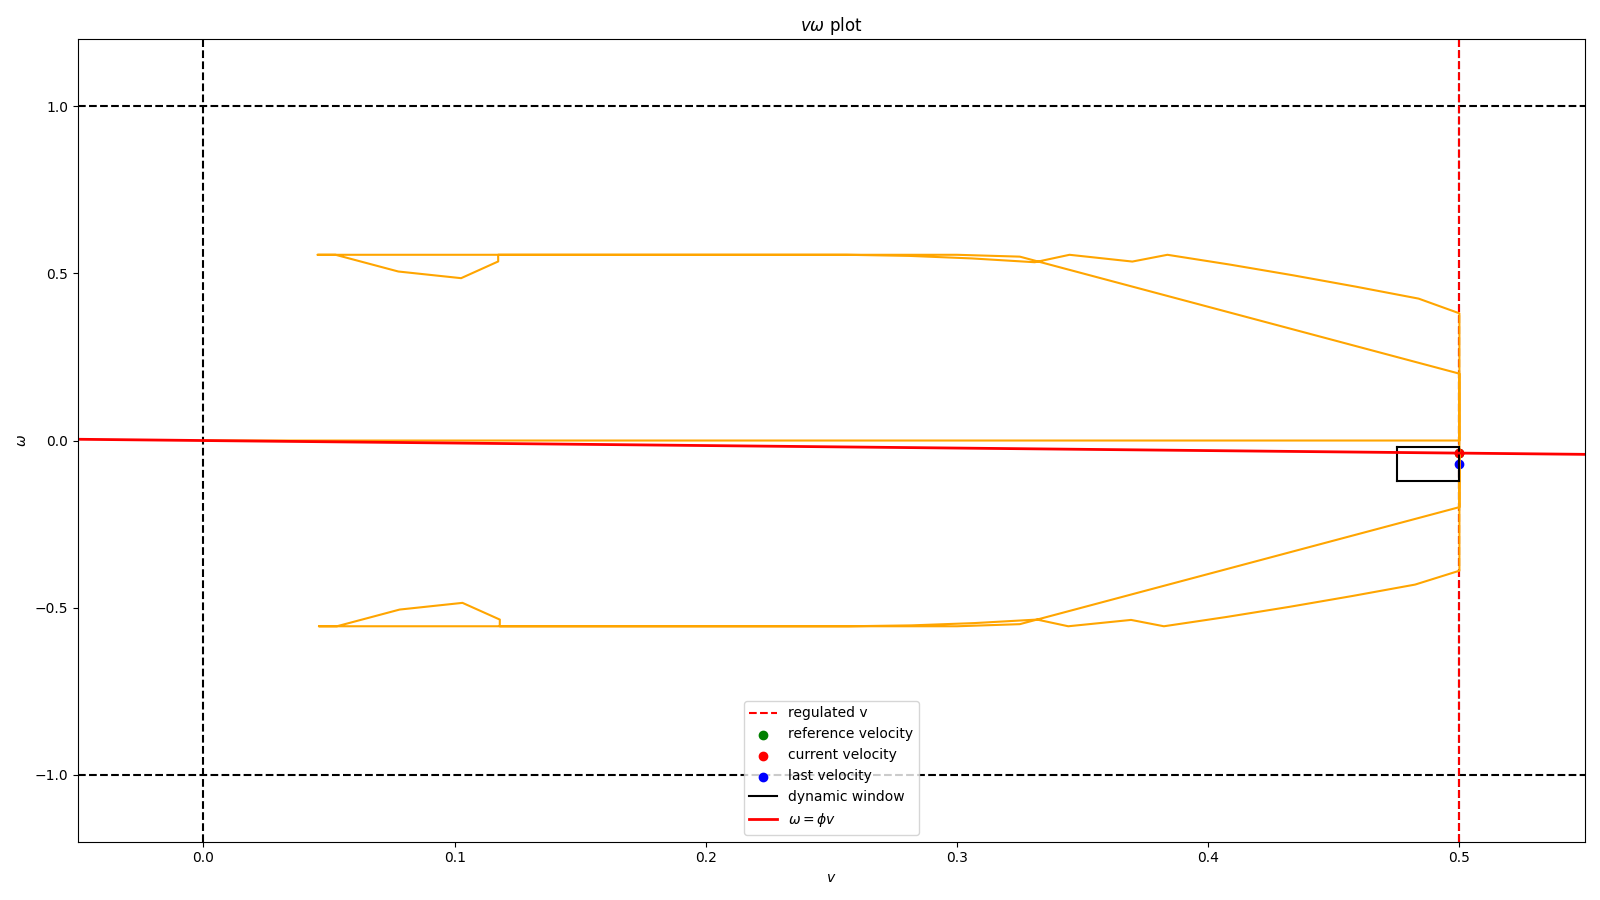 vω plot
1.0
0.5
0.0
−0.5
−1.0
ω
regulated v
reference velocity
current velocity
last velocity
dynamic window
ω = ϕv
0.0 0.1 0.2 0.3 0.4 0.5
v